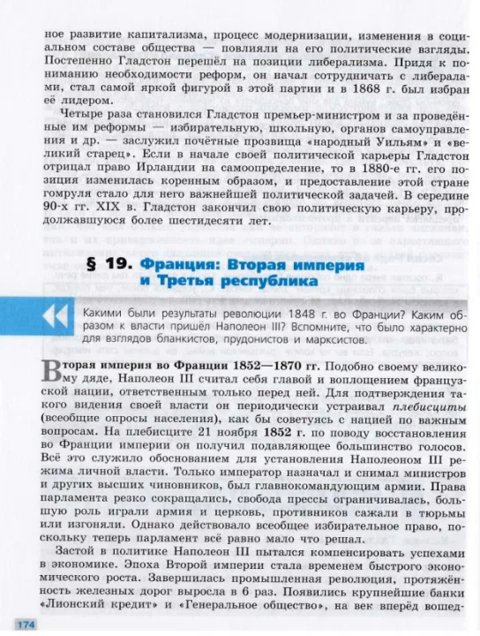 ное развитие капитализма, процесс модернизации, изменения в соци-
альном составе общества — повлияли на его политические взгляды.
Постепенно Гладстон перешёл на позиции либерализма. Придя к по-
ниманию необходимости реформ, он начал сотрудничать с либерала-
ми, стал самой яркой фигурой в этой партии и в 1868 г. был избран
её лидером.
Четыре раза становился Гладстон премьер-министром и за проведён-
ные им реформы — избирательную, школьную, органов самоуправле-
ния и др. — заслужил почётные прозвища «народный Уильям» и «ве-
ликий старец». Если в начале своей политической карьеры Гладстон
отрицал право Ирландии на самоопределение, то в 1880-е гг. его по-
зиция изменилась коренным образом, и предоставление этой стране
гомруля стало для него важнейшей политической задачей. В середине
90-х гг. XIX в. Гладстон закончил свою политическую карьеру, про-
должавшуюся более шестидесяти лет.
§ 19. Франция: Вторая империя
и Третья республика
Какими были результаты революции 1848 г. во Франции? Каким об-
разом к власти пришёл Наполеон III? Вспомните, что было характерно
для взглядов бланкистов, прудонистов и марксистов.
Вторая империя во Франции 1852—1870 гг. Подобно своему велико-
му дяде, Наполеон III считал себя главой и воплощением француз-
ской нации, ответственным только перед ней. Для подтверждения та-
кого видения своей власти он периодически устраивал плебисциты
(всеобщие опросы населения), как бы советуясь с нацией по важным
вопросам. На плебисците 21 ноября 1852 г. по поводу восстановления
во Франции империи он получил подавляющее большинство голосов.
Всё это служило обоснованием для установления Наполеоном III ре-
жима личной власти. Только император назначал и снимал министров
и других высших чиновников, был главнокомандующим армии. Права
парламента резко сокращались, свобода прессы ограничивалась, боль-
шую роль играли армия и церковь, противников сажали в тюрьмы
или изгоняли. Однако действовало всеобщее избирательное право, по-
скольку теперь парламент всё равно мало что решал.
Застой в политике Наполеон III пытался компенсировать успехами
в экономике. Эпоха Второй империи стала временем быстрого эконо-
мического роста. Завершилась промышленная революция, протяжён-
ность железных дорог выросла в 6 раз. Появились крупнейшие банки
«Лионский кредит» и «Генеральное общество», на век вперёд вошед-
174